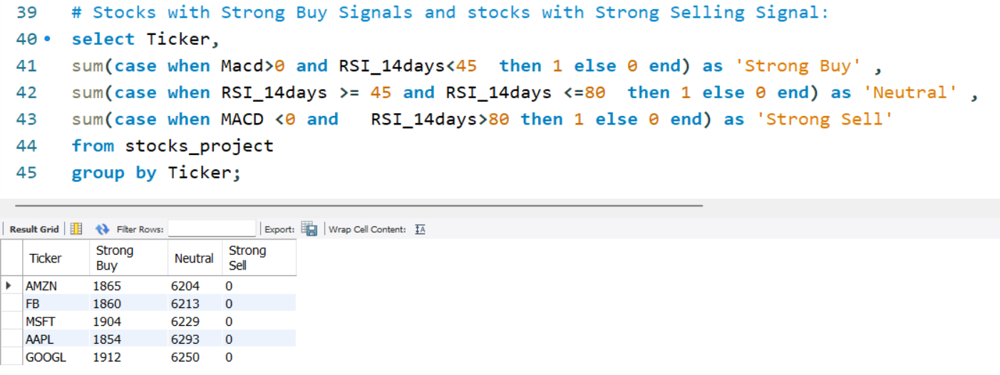 39 # Stocks with Strong Buy Signals and stocks with Strong Selling Signal:
40 select Ticker,
41 sum(case when Macd>0 and RSI_14days<45 then 1 else 0 end) as 'Strong Buy' ,
42 sum(case when RSI_14days >= 45 and RSI_14days <=80 then 1 else 0 end) as 'Neutral' ,
43 sum(case when MACD <0 and RSI_14days>80 then 1 else 0 end) as 'Strong Sell'
44 from stocks_project
45 group by Ticker;
Result Grid Filter Rows: Export: Wrap Cell Content: IA
Ticker Strong Buy Neutral Strong Sell
AMZN 1865 6204 0
FB 1860 6213 0
MSFT 1904 6229 0
AAPL 1854 6293 0
GOOGL 1912 6250 0